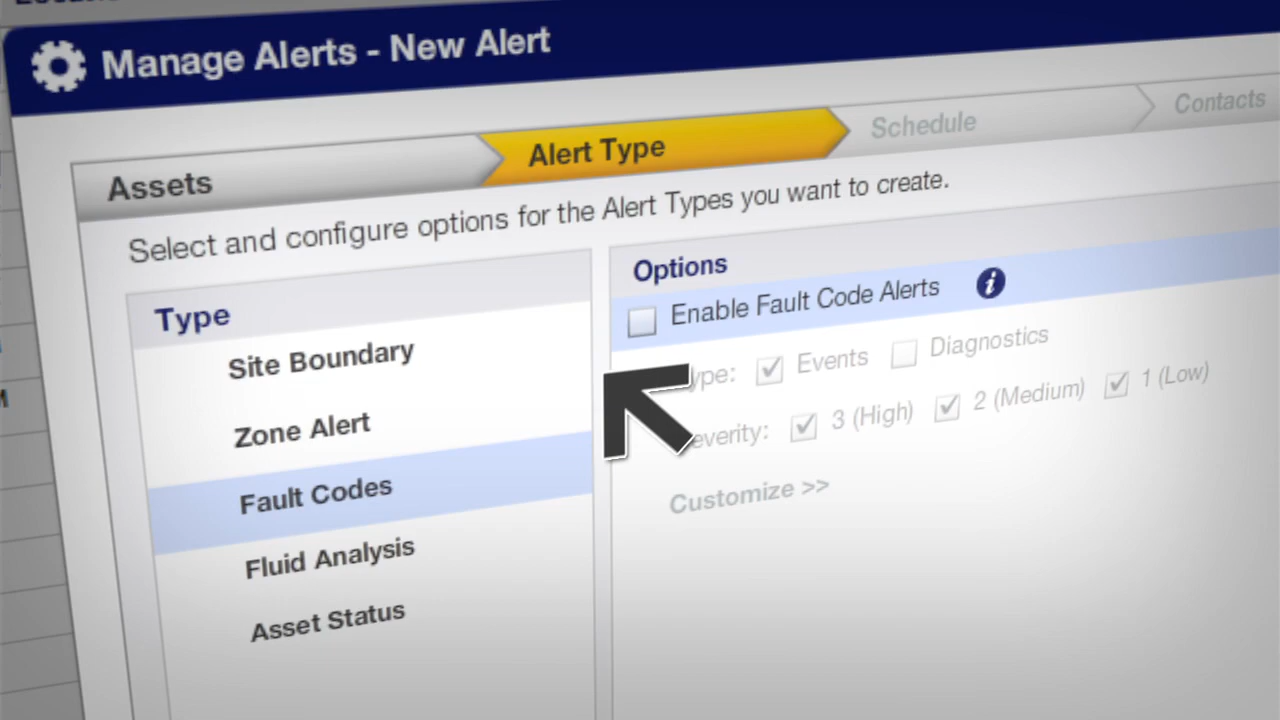 Manage Alerts - New Alert
Assets
Alert Type
Schedule
Contacts
Select and configure options for the Alert Types you want to create.
Type
Site Boundary
Zone Alert
Fault Codes
Fluid Analysis
Asset Status
Options
Enable Fault Code Alerts
ype: Events Diagnostics
everity: 3 (High) 2 (Medium) 1 (Low)
Customize >>